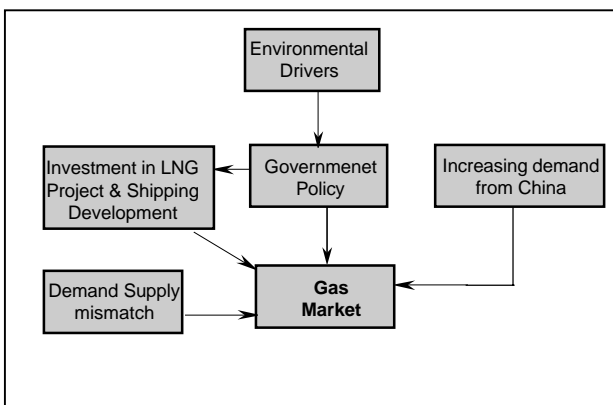 Environmental
Drivers
Investment in LNG
Project & Shipping
Development
Governmenet
Policy
Increasing demand
from China
Demand Supply
mismatch
Gas
Market